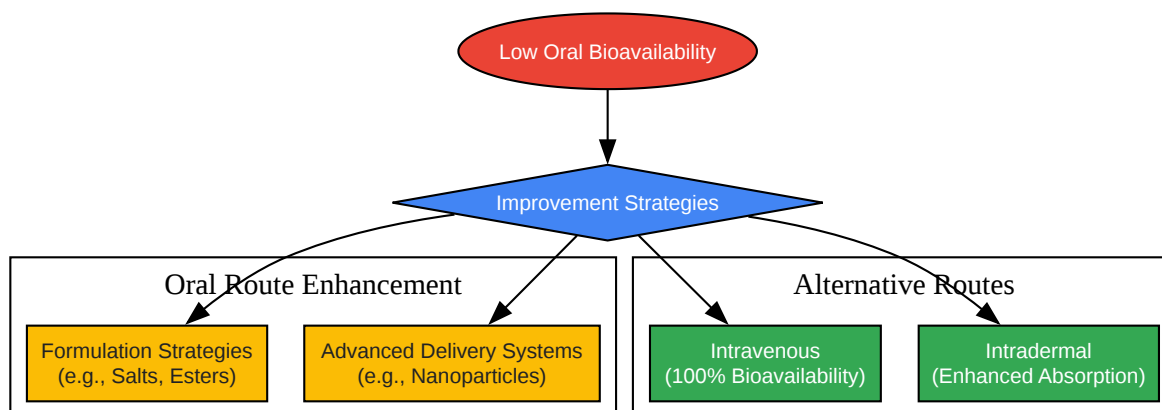 Low Oral Bioavailability
Improvement Strategies
Oral Route Enhancement
Alternative Routes
Formulation Strategies
(e.g., Salts, Esters)
Advanced Delivery Systems
(e.g., Nanoparticles)
Intravenous
(100% Bioavailability)
Intradermal
(Enhanced Absorption)